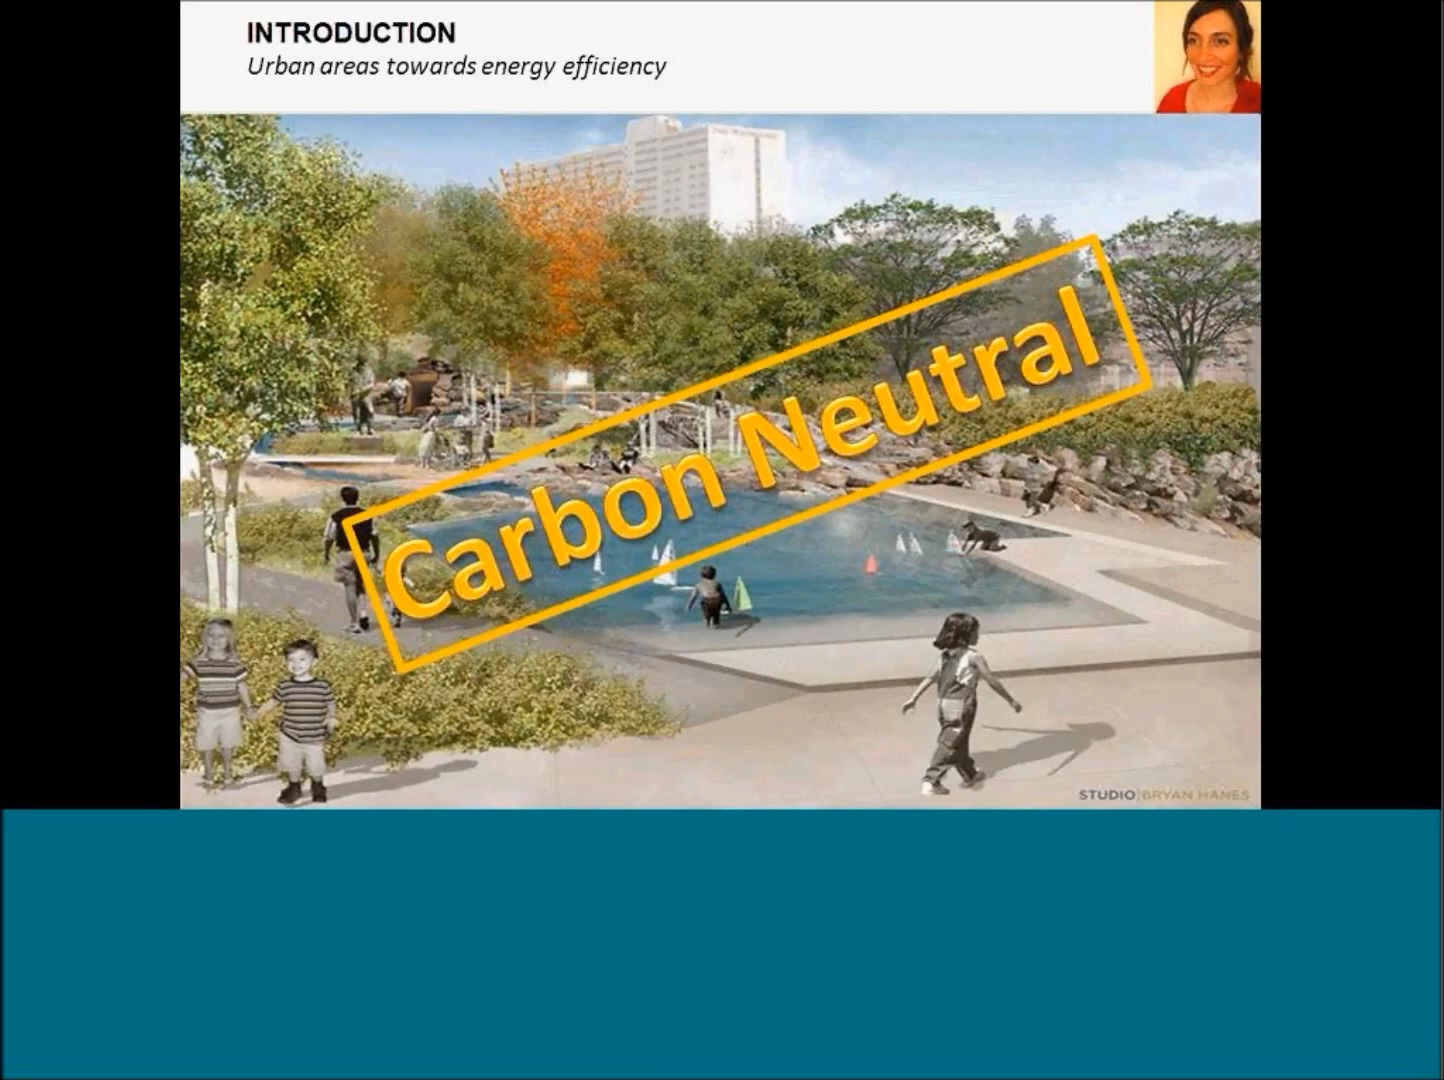 INTRODUCTION
Urban areas towards energy efficiency
Carbon Neutral
STUDIO|BRYAN HANES